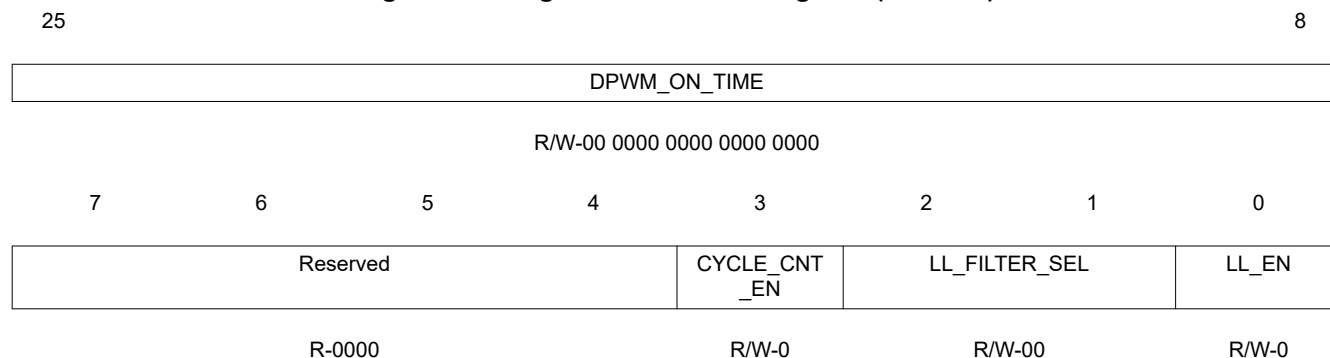 25 8
DPWM_ON_TIME
R/W-00 0000 0000 0000 0000
7 6 5 4 3 2 1 0
Reserved CYCLE_CNT LL_FILTER_SEL LL_EN
_EN
R-0000 R/W-0 R/W-00 R/W-0